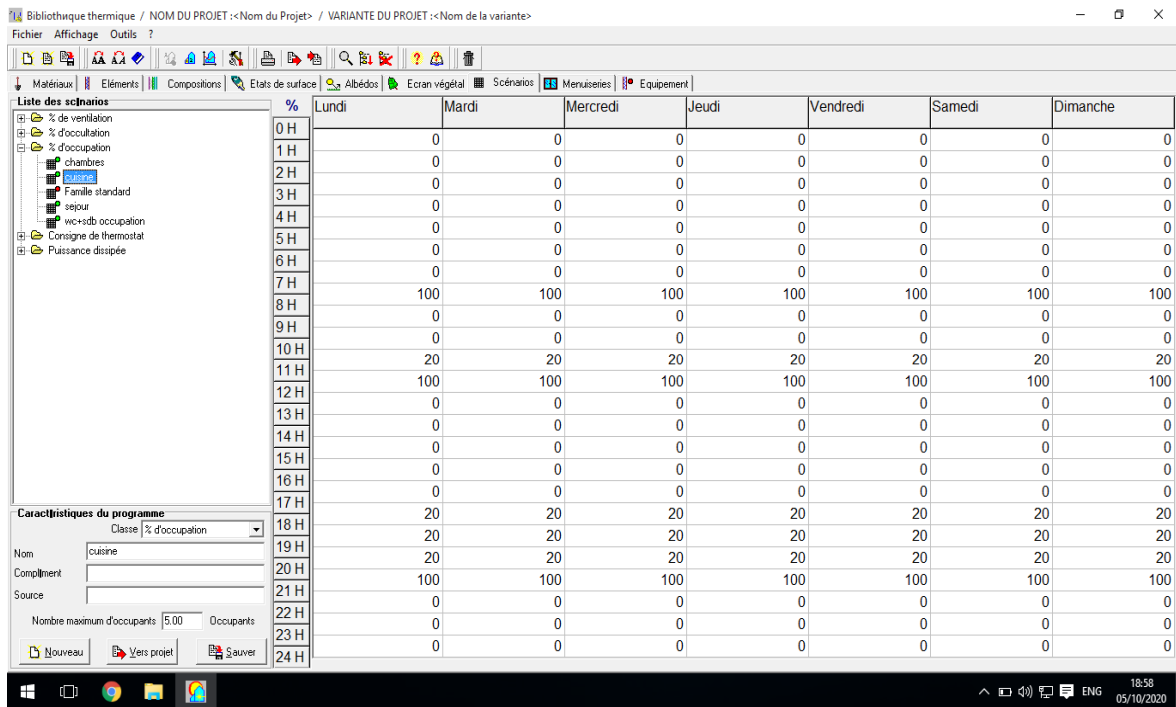 Bibliothнque thermique / NOM DU PROJET :<Nom du Projet> / VARIANTE DU PROJET :<Nom de la variante>
Fichier Affichage Outils ?
Matériaux Eléments Compositions Etats de surface Albédos Ecran végétal Scénarios Menuiseries Equipement
Liste des scйnarios
% de ventilation
% d'occultation
% d'occupation
chambres
cuisine
Famille standard
sejour
wc+sdb occupation
Consigne de thermostat
Puissance dissipée
% Lundi Mardi Mercredi Jeudi Vendredi Samedi Dimanche
0 H
0 0 0 0 0 0 0
1 H
0 0 0 0 0 0 0
2 H
0 0 0 0 0 0 0
3 H
0 0 0 0 0 0 0
4 H
0 0 0 0 0 0 0
5 H
0 0 0 0 0 0 0
6 H
0 0 0 0 0 0 0
7 H
100 100 100 100 100 100 100
8 H
0 0 0 0 0 0 0
9 H
0 0 0 0 0 0 0
10 H
20 20 20 20 20 20 20
11 H
100 100 100 100 100 100 100
12 H
0 0 0 0 0 0 0
13 H
0 0 0 0 0 0 0
14 H
0 0 0 0 0 0 0
15 H
0 0 0 0 0 0 0
16 H
0 0 0 0 0 0 0
17 H
20 20 20 20 20 20 20
18 H
20 20 20 20 20 20 20
19 H
20 20 20 20 20 20 20
20 H
100 100 100 100 100 100 100
21 H
0 0 0 0 0 0 0
22 H
0 0 0 0 0 0 0
23 H
0 0 0 0 0 0 0
24 H
du programme
Classe % d'occupation
Nom cuisine
Source
Nombre maximum d'occupants 5.00 Occupants
Nouveau Vers projet Sauver
ENG 18:58
05/10/2020